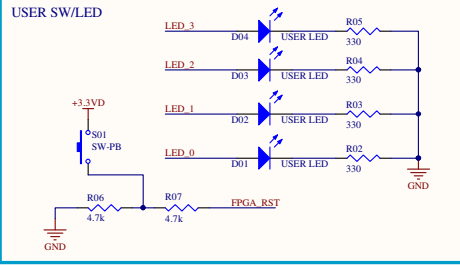 USER SW/LED
LED_3
D04
USER LED
R05
330
LED_2
D03
USER LED
R04
330
LED_1
D02
USER LED
R03
330
LED_0
D01
USER LED
R02
330
GND
+3.3VD
S01
SW-PB
R06
4.7k
R07
4.7k
FPGA_RST
GND